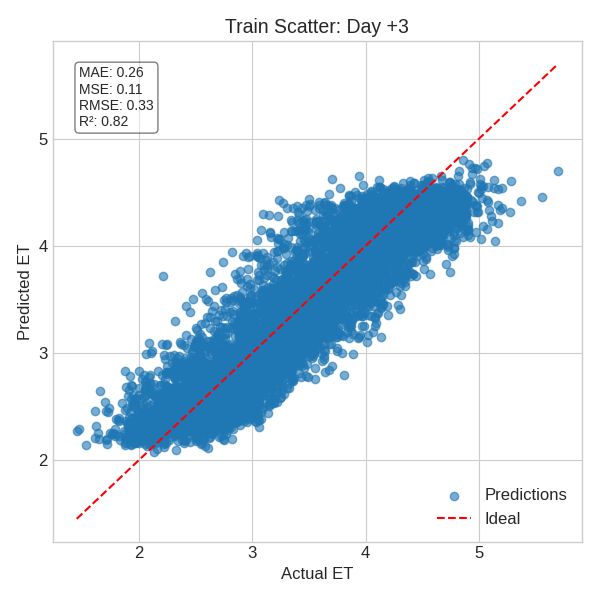 Train Scatter: Day +3
MAE: 0.26
MSE: 0.11
RMSE: 0.33
R²: 0.82
5
4
3
2
Predicted ET
2
3
4
5
Actual ET
Predictions
Ideal